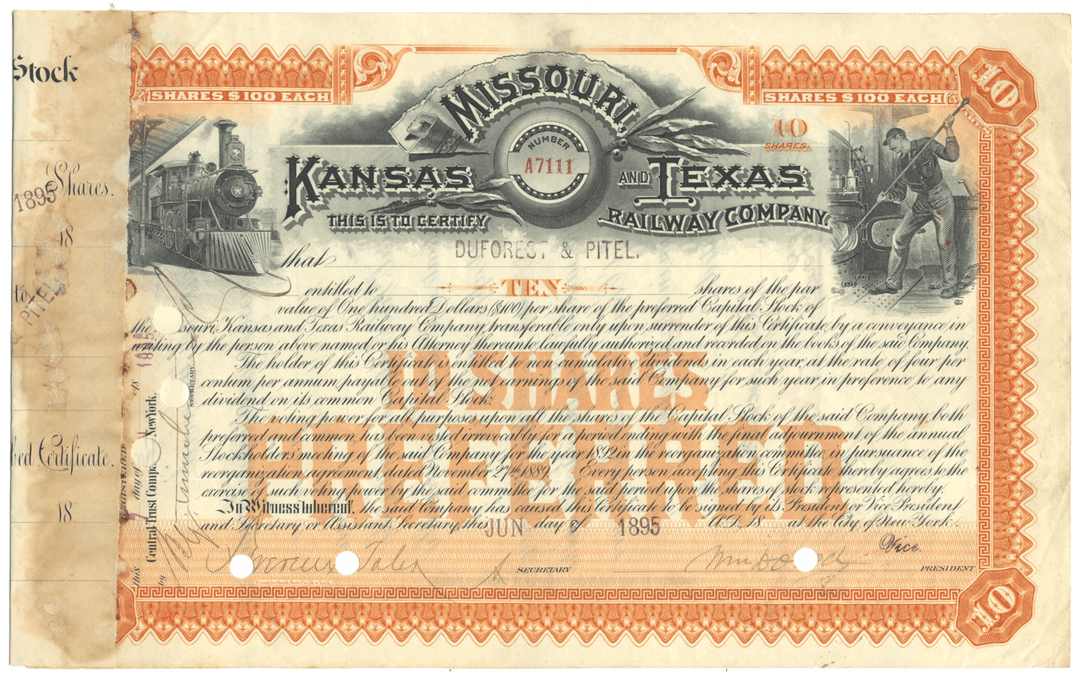 Stock
Shares.
1895
18
to
PITEL
bed Certificate.
18
SHARES $100 EACH
SHARES $100 EACH
10
MISSOURI,
KANSAS AND TEXAS
RAILWAY COMPANY
NUMBER
A7111
10
SHARES.
THIS IS TO CERTIFY
that DUFOREST & PITEL.
entitled to TEN shares of the par
value of One hundred Dollars ($100) per share of the preferred Capital Stock of
the Missouri, Kansas and Texas Railway Company, transferable only upon surrender of this Certificate by a conveyance in
writing by the person above named or his Attorney thereunto lawfully authorized and recorded on the books of the said Company.
The holder of this Certificate is entitled to non cumulative dividends in each year, at the rate of four per
centum per annum, payable out of the net earnings of the said Company for such year, in preference to any
dividend on its common Capital Stock.
The voting power for all purposes upon all the shares of the Capital Stock of the said Company, both
preferred and common, has been vested irrevocably for a period ending with the final adjournment of the annual
Stockholders meeting of the said Company for the year 1892 in the organizing committee in pursuance of the
reorganization agreement dated November 27th 1889. Every person accepting this Certificate thereby agrees to the
exercise of such voting power by the said committee for the said period upon the shares of stock represented hereby.
In Witness Whereof, the said Company has caused this Certificate to be signed by its President or Vice President
and Secretary or Assistant Secretary, this JUN day 1895 A.D. 18 at the City of New York.
10 SHARES
PREFERRED
SECRETARY
Vice
PRESIDENT
REGISTERED
this day of 18
1895
Central Trust Compy. New York.
by
SECRETARY.
10